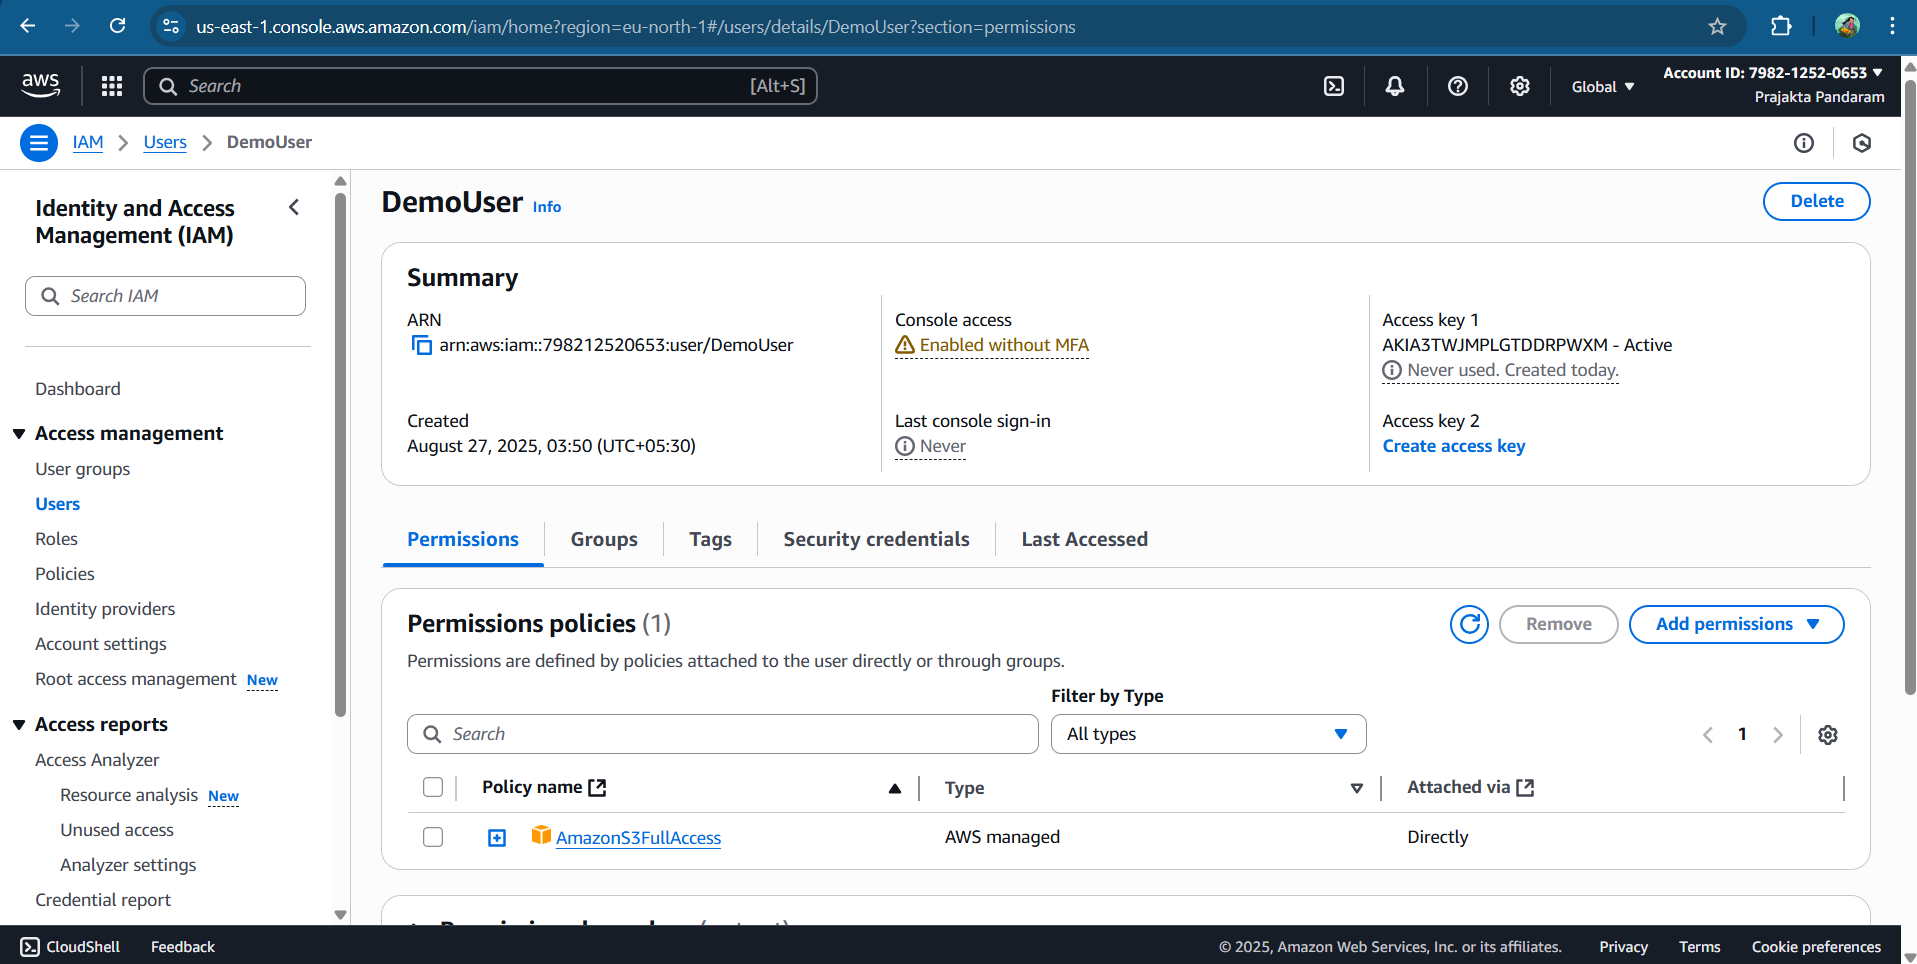 us-east-1.console.aws.amazon.com/iam/home?region=eu-north-1#/users/details/DemoUser?section=permissions
aws
Search
[Alt+S]
Global
Account ID: 7982-1252-0653
Prajakta Pandaram
IAM
Users
DemoUser
Identity and Access
Management (IAM)
Search IAM
Dashboard
Access management
User groups
Users
Roles
Policies
Identity providers
Account settings
Root access management New
Access reports
Access Analyzer
Resource analysis New
Unused access
Analyzer settings
Credential report
DemoUser Info
Delete
Summary
ARN
arn:aws:iam::798212520653:user/DemoUser
Created
August 27, 2025, 03:50 (UTC+05:30)
Console access
Enabled without MFA
Last console sign-in
Never
Access key 1
AKIA3TWJMPLGTDDRPWXM - Active
Never used. Created today.
Access key 2
Create access key
Permissions
Groups
Tags
Security credentials
Last Accessed
Permissions policies (1)
Remove
Add permissions
Permissions are defined by policies attached to the user directly or through groups.
Filter by Type
Search
All types
1
Policy name
Type
Attached via
AmazonS3FullAccess
AWS managed
Directly
CloudShell
Feedback
© 2025, Amazon Web Services, Inc. or its affiliates.
Privacy
Terms
Cookie preferences